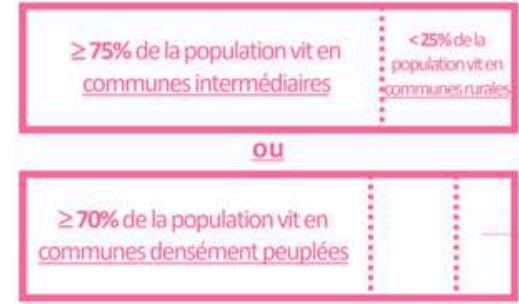 ≥ 75% de la population vit en
communes intermédiaires
< 25% de la
population vit en
communes rurales
ou
≥ 70% de la population vit en
communes densément peuplées